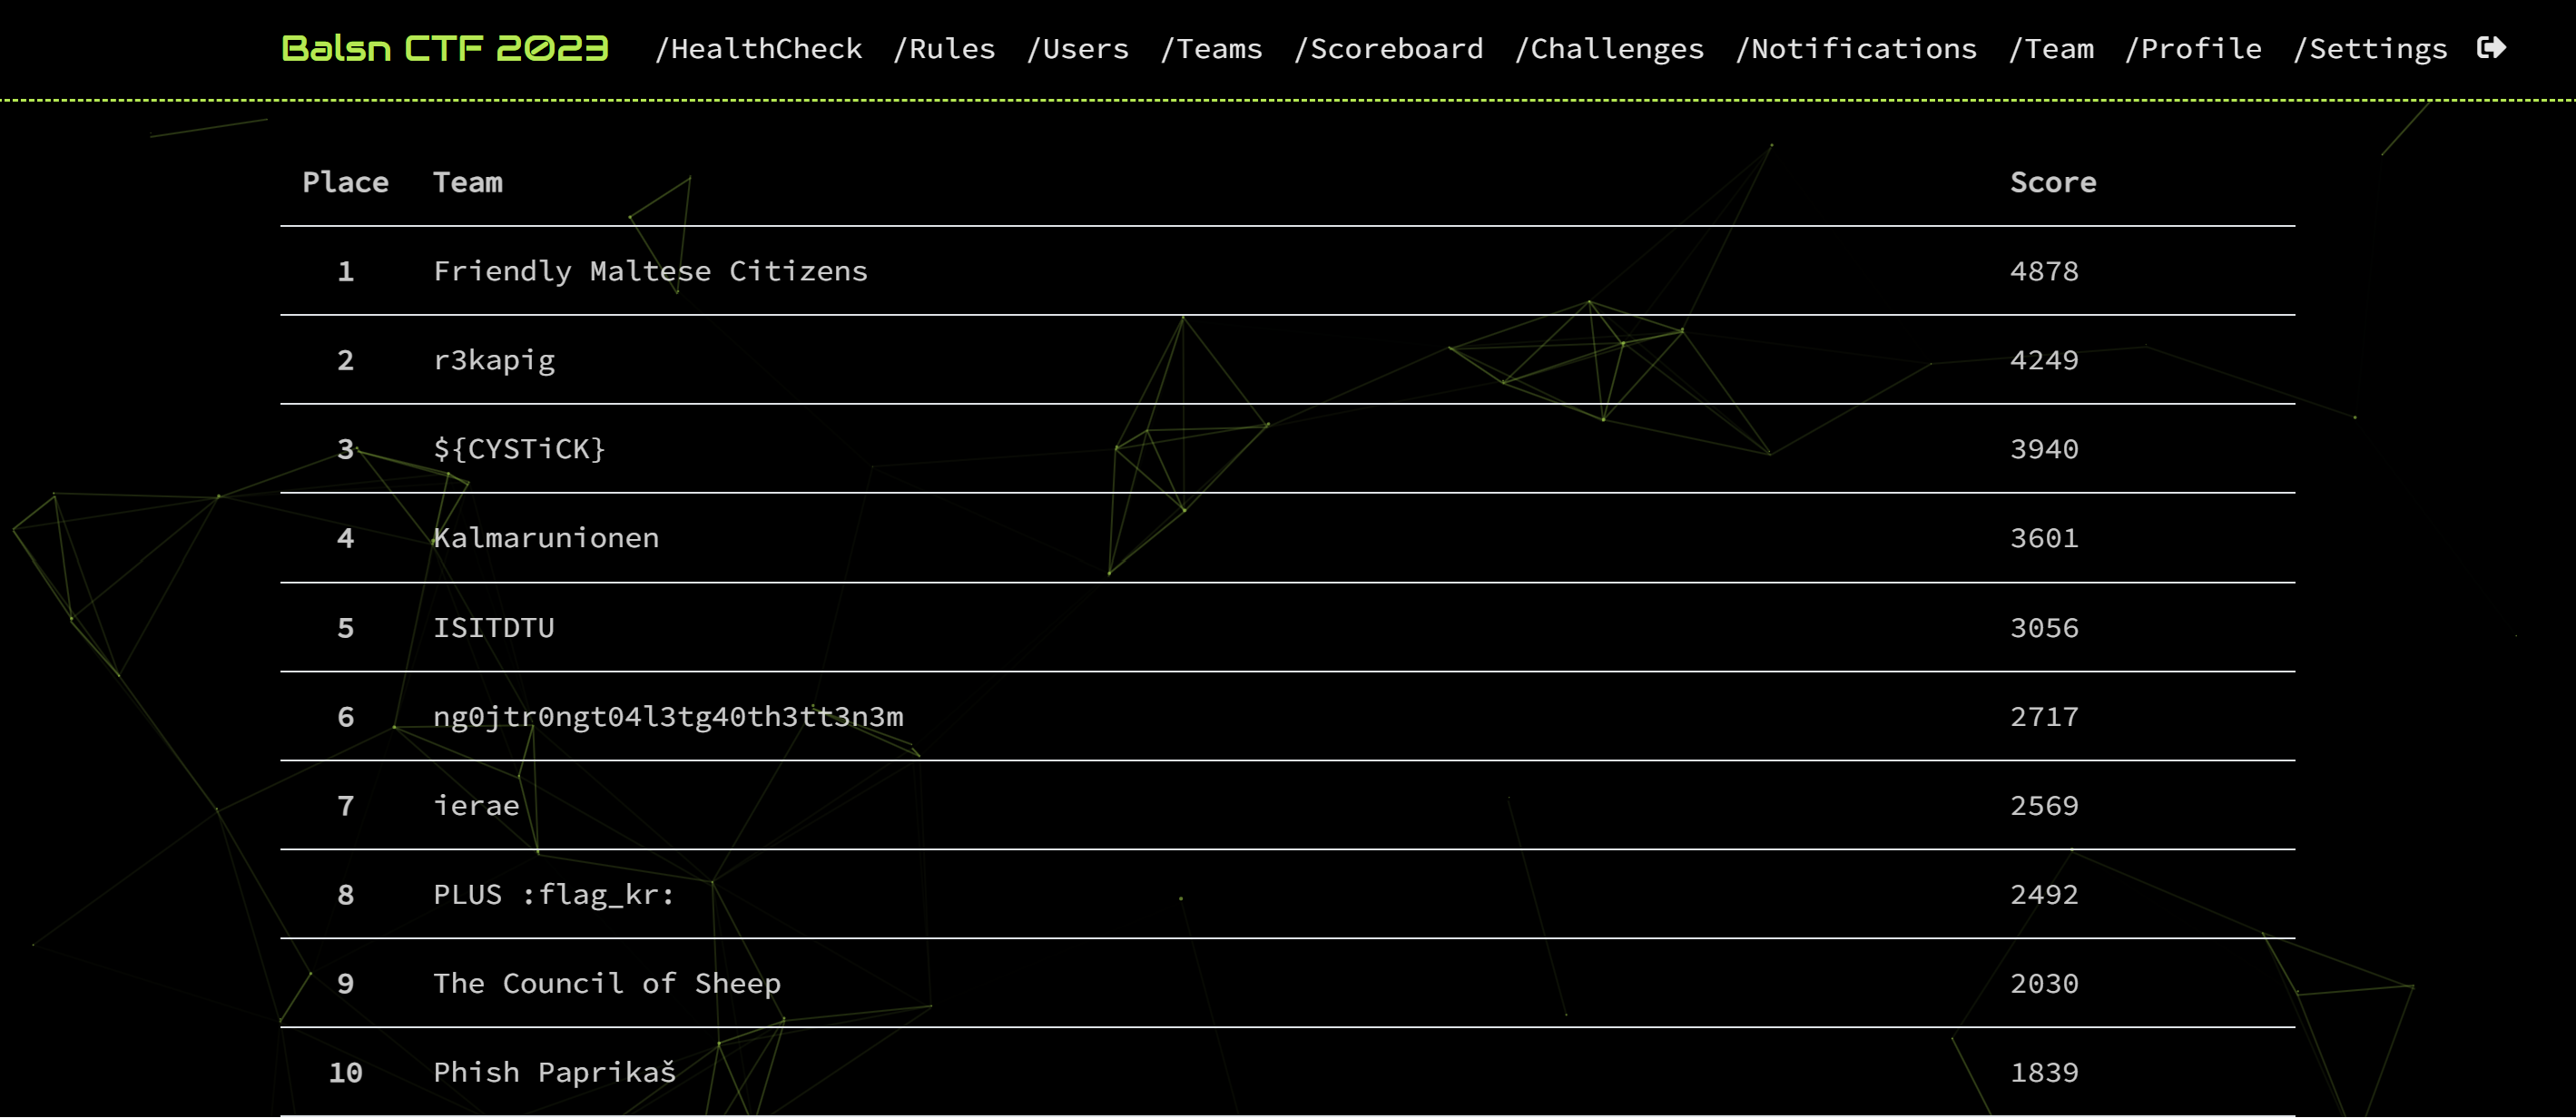 Balsn CTF 2023 /HealthCheck /Rules /Users /Teams /Scoreboard /Challenges /Notifications /Team /Profile /Settings
Place Team Score
1 Friendly Maltese Citizens 4878
2 r3kapig 4249
3 ${CYSTiCK} 3940
4 Kalmarunionen 3601
5 ISITDTU 3056
6 ng0jtr0ngt04l3tg40th3tt3n3m 2717
7 ierae 2569
8 PLUS :flag_kr: 2492
9 The Council of Sheep 2030
10 Phish Paprikaš 1839